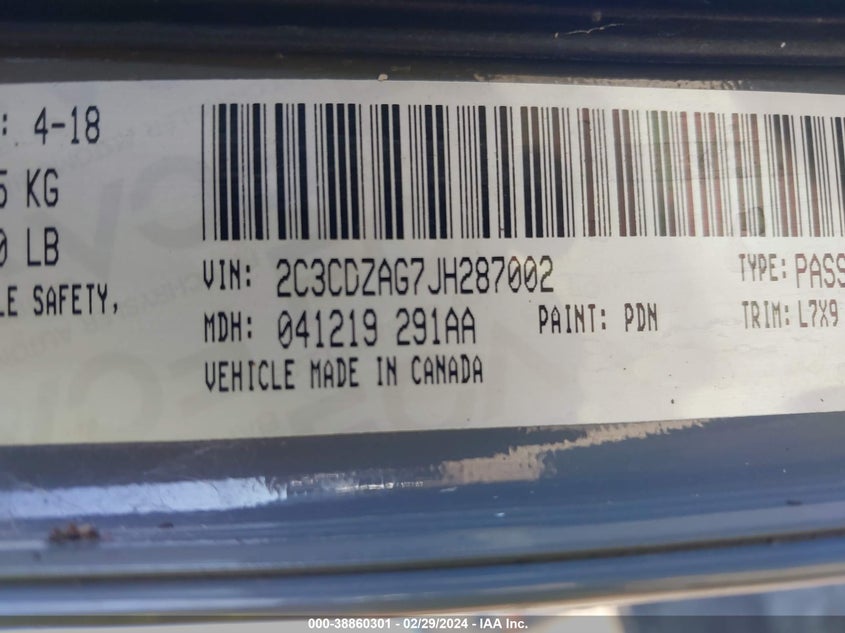 : 4-18
5 KG
0 LB
LE SAFETY,
VIN: 2C3CDZAG7JH287002
TYPE: PASS
MDH: 041219 291AA
PAINT: PDN
TRIM: L7X9
VEHICLE MADE IN CANADA
000-38860301 - 02/29/2024 - IAA Inc.